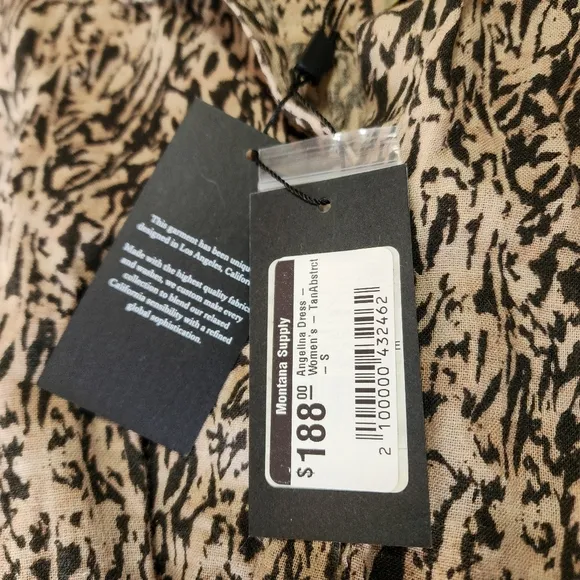 This garment has been uniqu
designed in Los Angeles, Califor
Made with the highest quality fabric
and washes, we custom make every
collection to blend our relaxed
California sensibility with a refined
global sophistication.
Montana Supply
$188.00
Angelina Dress –
Women's – TanAbstrct
– S
2 100000 432462
E